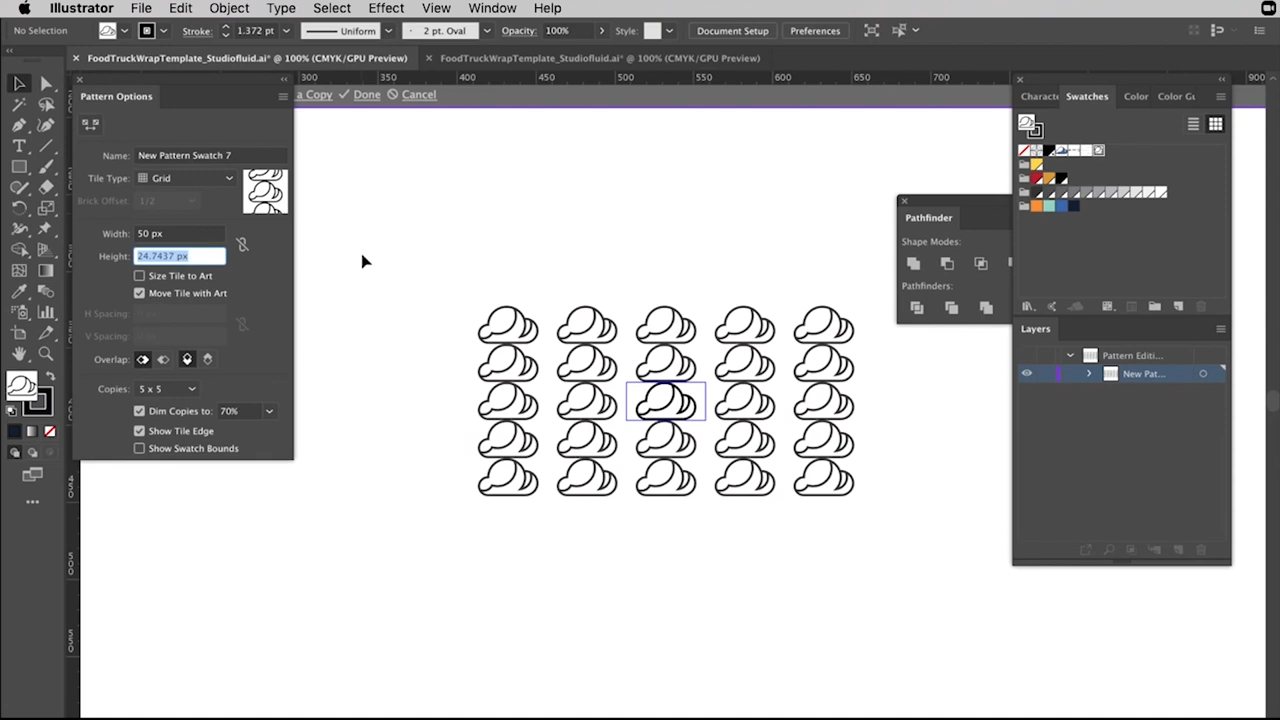 Illustrator File Edit Object Type Select Effect View Window Help
No Selection Stroke: 1.372 pt Uniform 2 pt. Oval Opacity: 100% Style: Document Setup Preferences
FoodTruckWrapTemplate_Studiofluid.ai* @ 100% (CMYK/GPU Preview) FoodTruckWrapTemplate_Studiofluid.ai* @ 100% (CMYK/GPU Preview)
300 350 400 450 500 550 600 650 700 900
a Copy Done Cancel
Pattern Options
Name: New Pattern Swatch 7
Tile Type: Grid
Brick Offset: 1/2
Width: 50 px
Height: 24.7437 px
Size Tile to Art
Move Tile with Art
H Spacing:
V Spacing:
Overlap:
Copies: 5 x 5
Dim Copies to: 70%
Show Tile Edge
Show Swatch Bounds
Characte Swatches Color Color Gu
Pathfinder
Shape Modes:
Pathfinders:
Layers
Pattern Editi...
New Pat...